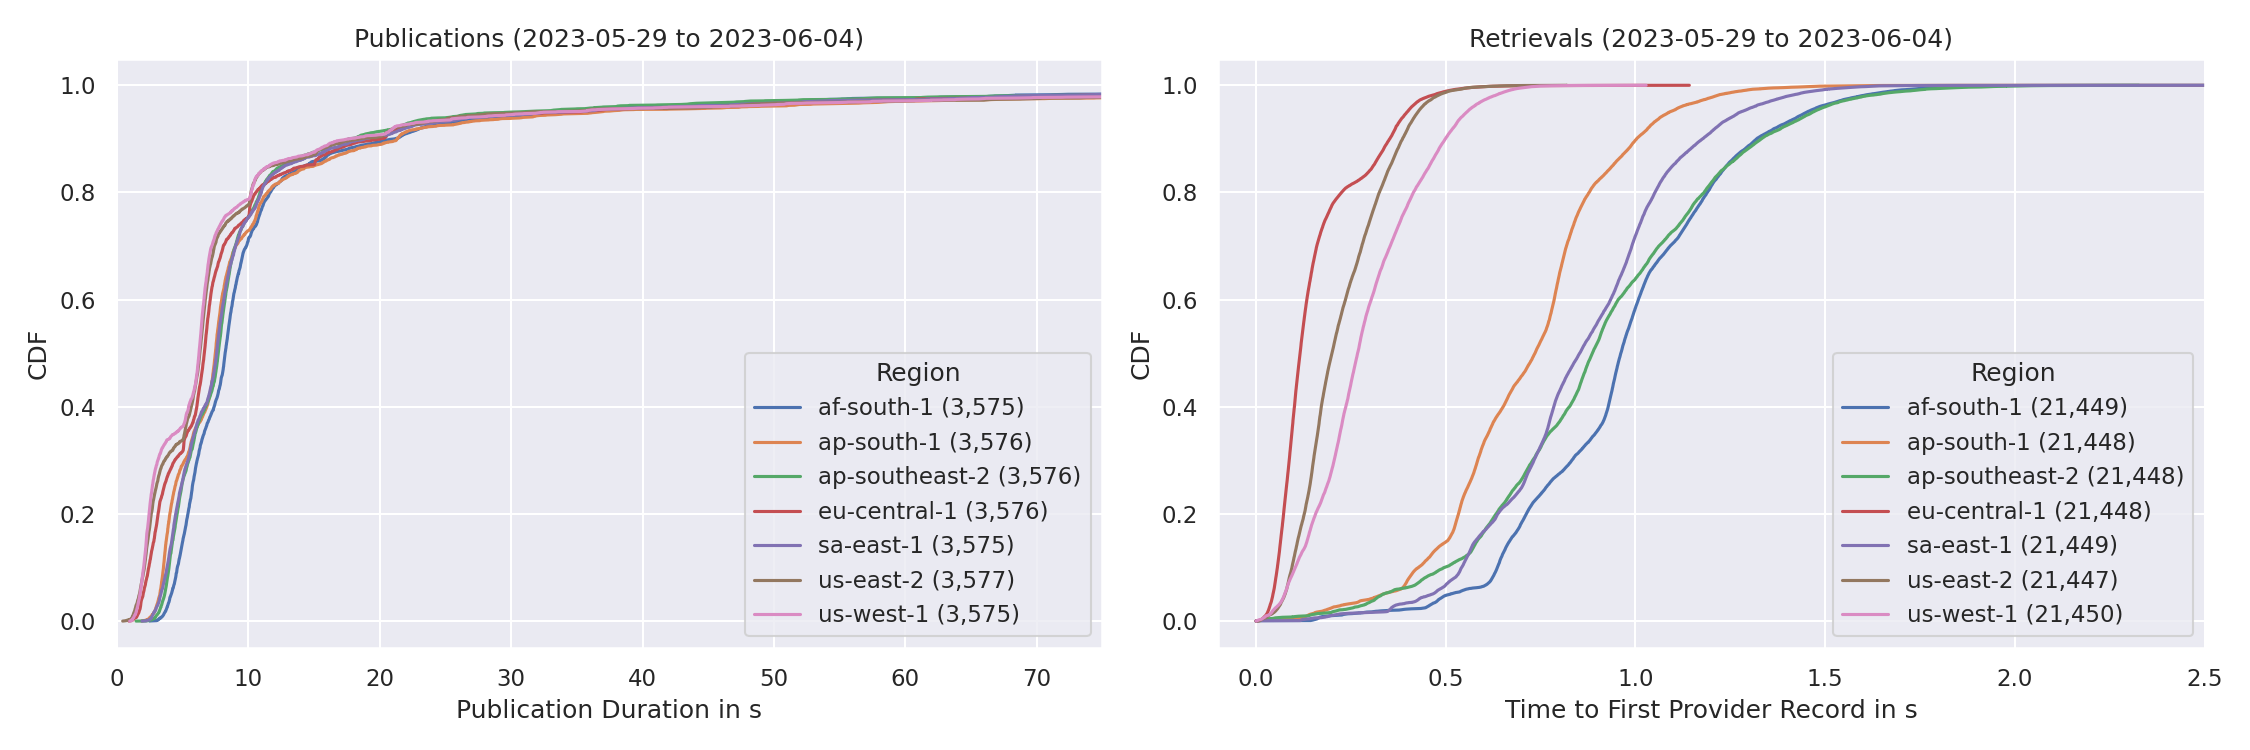 Publications (2023-05-29 to 2023-06-04)
CDF
1.0
0.8
0.6
0.4
0.2
0.0
Region
af-south-1 (3,575)
ap-south-1 (3,576)
ap-southeast-2 (3,576)
eu-central-1 (3,576)
sa-east-1 (3,575)
us-east-2 (3,577)
us-west-1 (3,575)
0 10 20 30 40 50 60 70
Publication Duration in s
Retrievals (2023-05-29 to 2023-06-04)
CDF
1.0
0.8
0.6
0.4
0.2
0.0
Region
af-south-1 (21,449)
ap-south-1 (21,448)
ap-southeast-2 (21,448)
eu-central-1 (21,448)
sa-east-1 (21,449)
us-east-2 (21,447)
us-west-1 (21,450)
0.0 0.5 1.0 1.5 2.0 2.5
Time to First Provider Record in s